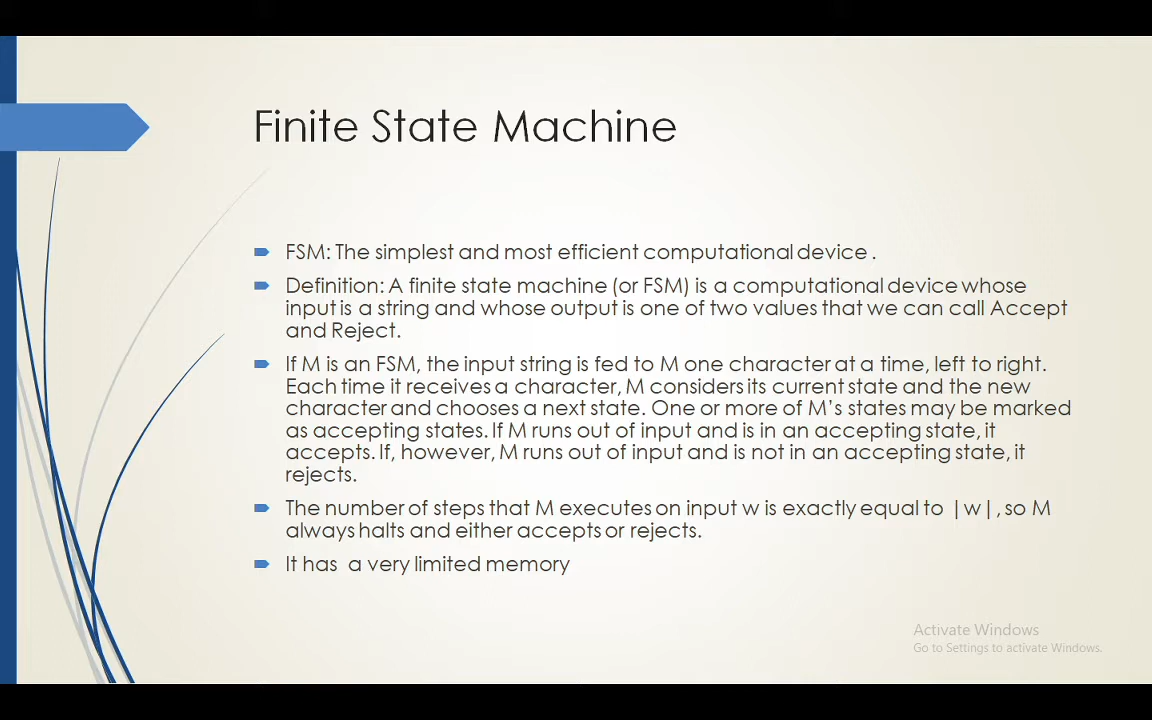 Finite State Machine
FSM: The simplest and most efficient computational device .
Definition: A finite state machine (or FSM) is a computational device whose
input is a string and whose output is one of two values that we can call Accept
and Reject.
If M is an FSM, the input string is fed to M one character at a time, left to right.
Each time it receives a character, M considers its current state and the new
character and chooses a next state. One or more of M’s states may be marked
as accepting states. If M runs out of input and is in an accepting state, it
accepts. If, however, M runs out of input and is not in an accepting state, it
rejects.
The number of steps that M executes on input w is exactly equal to |w|, so M
always halts and either accepts or rejects.
It has  a very limited memory
Activate Windows
Go to Settings to activate Windows.